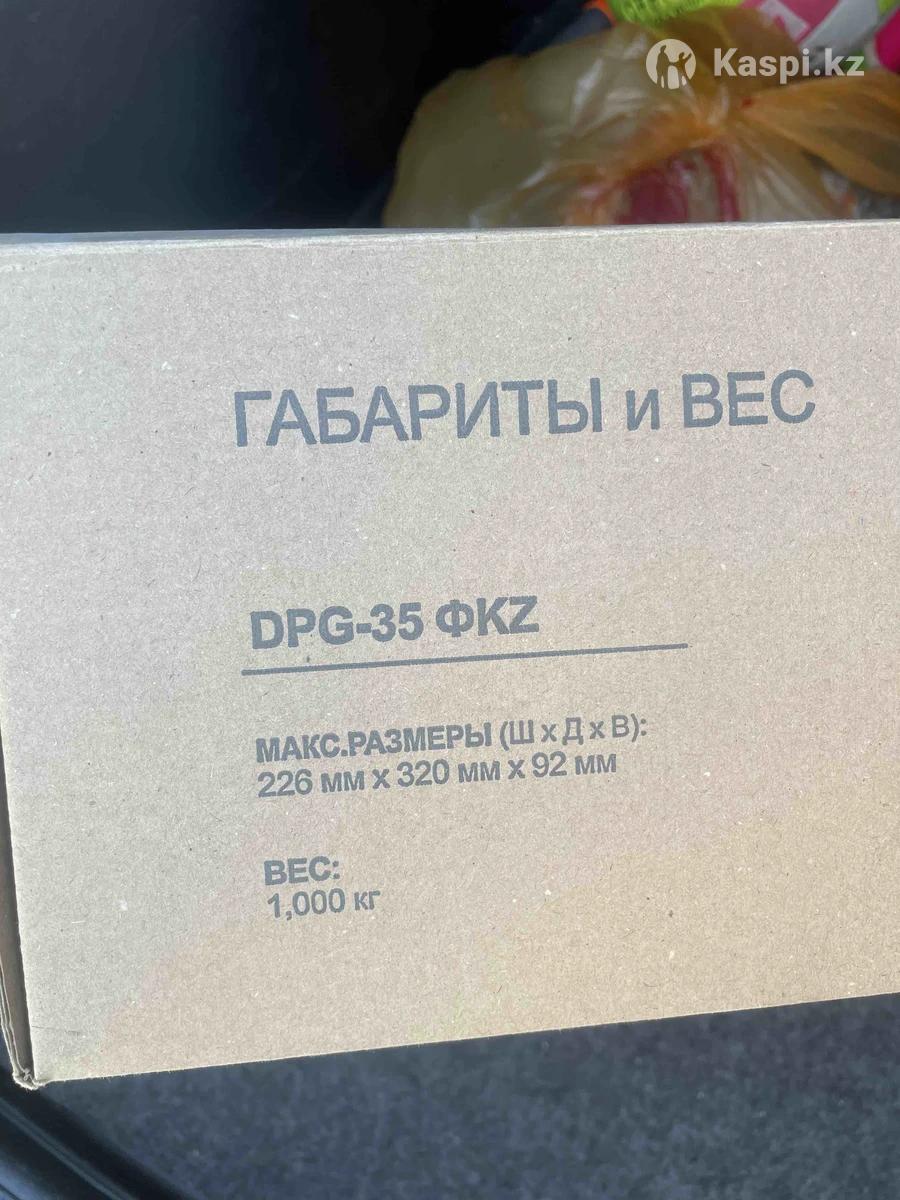 Kaspi.kz
ГАБАРИТЫ и ВЕС
DPG-35 ФKZ
МАКС.РАЗМЕРЫ (Ш х Д х В):
226 мм х 320 мм х 92 мм
ВЕС:
1,000 кг